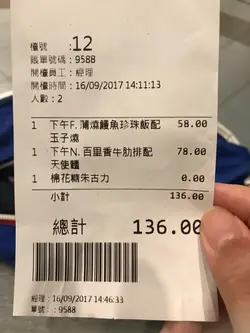 檯號 :12
賬單號碼:9588
開檯員工:經理
開檯時間:16/09/2017 14:11:13
人數:2
1 下午F.蒲燒鰻魚珍珠飯配 58.00
玉子燒
1 下午N.百里香牛肋排配 78.00
天使麵
1 棉花糖朱古力 0.00
小計 136.00
總計 136.00
經理:16/09/2017 14:46:33
單號:9588